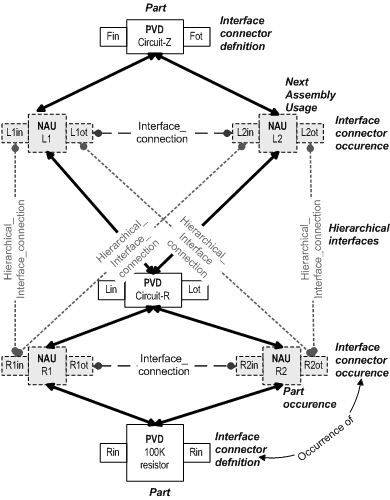 Part
Fin
PVD
Circuit-Z
Fot
Interface
connector
defnition
Next
Assembly
Usage
L1in
NAU
L1
L1ot
Interface_
connection
L2in
NAU
L2
L2ot
Interface
connector
occurence
Hierarchical_
Interface_connection
Hierarchical_
Interface_
connection
Hierarchical_
Interface_
connection
Hierarchical_
Interface_connection
Hierarchical
interfaces
Lin
PVD
Circuit-R
Lot
R1in
NAU
R1
R1ot
Interface_
connection
R2in
NAU
R2
R2ot
Interface
connector
occurence
Part
occurence
Rin
PVD
100K
resistor
Rin
Interface
connector
defnition
Occurrence of
Part